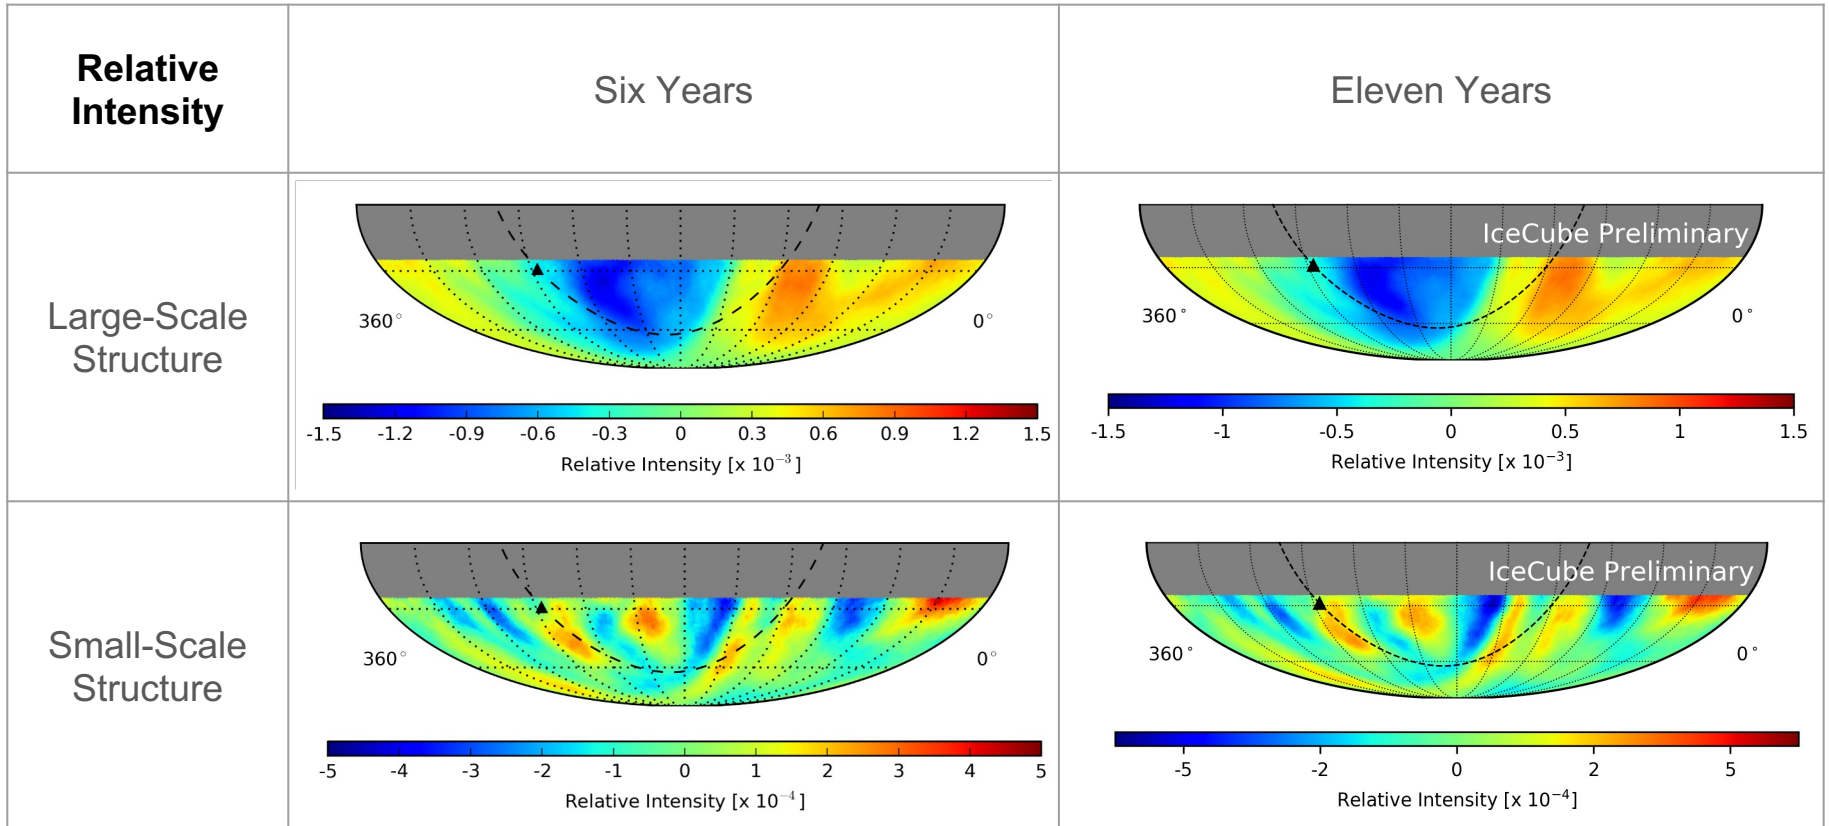 Relative
Intensity
Six Years
Eleven Years
Large-Scale
Structure
360°
0°
-1.5 -1.2 -0.9 -0.6 -0.3 0 0.3 0.6 0.9 1.2 1.5
Relative Intensity [x 10⁻³]
IceCube Preliminary
360°
0°
-1.5 -1 -0.5 0 0.5 1 1.5
Relative Intensity [x 10⁻³]
Small-Scale
Structure
360°
0°
-5 -4 -3 -2 -1 0 1 2 3 4 5
Relative Intensity [x 10⁻⁴]
IceCube Preliminary
360°
0°
-5 -2 0 2 5
Relative Intensity [x 10⁻⁴]